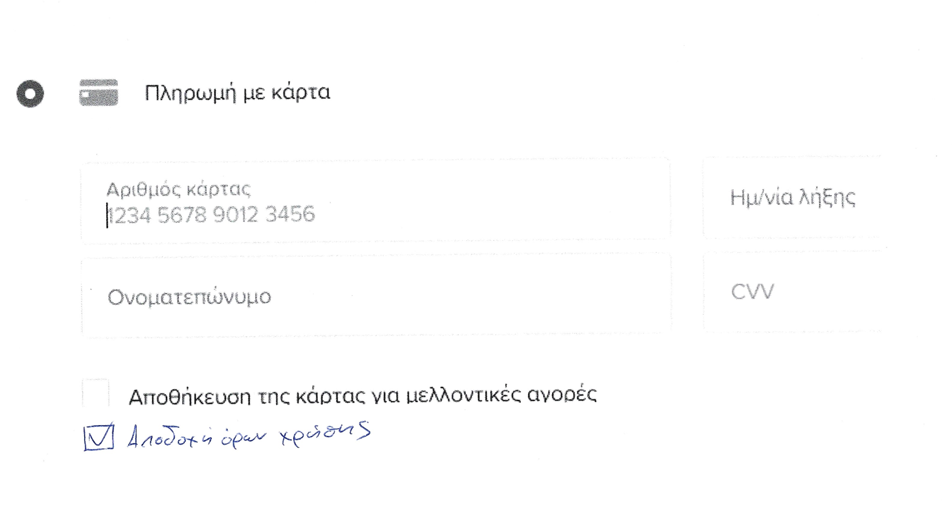 Πληρωμή με κάρτα
Αριθμός κάρτας
1234 5678 9012 3456
Ημ/νία λήξης
Ονοματεπώνυμο
CVV
Αποθήκευση της κάρτας για μελλοντικές αγορές
Αποδοχή όρων χρήσης